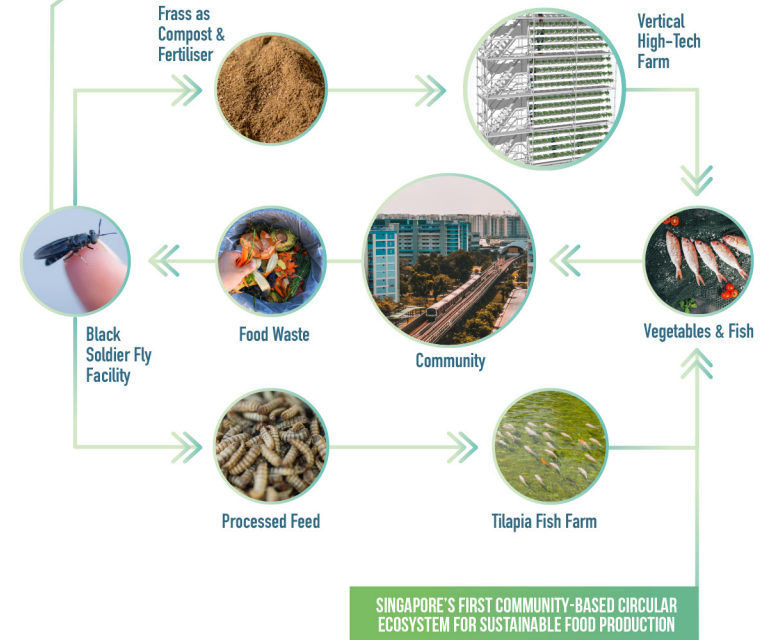 Frass as
Compost &
Fertiliser
Vertical
High-Tech
Farm
Black
Soldier Fly
Facility
Food Waste
Community
Vegetables & Fish
Processed Feed
Tilapia Fish Farm
SINGAPORE'S FIRST COMMUNITY-BASED CIRCULAR
ECOSYSTEM FOR SUSTAINABLE FOOD PRODUCTION